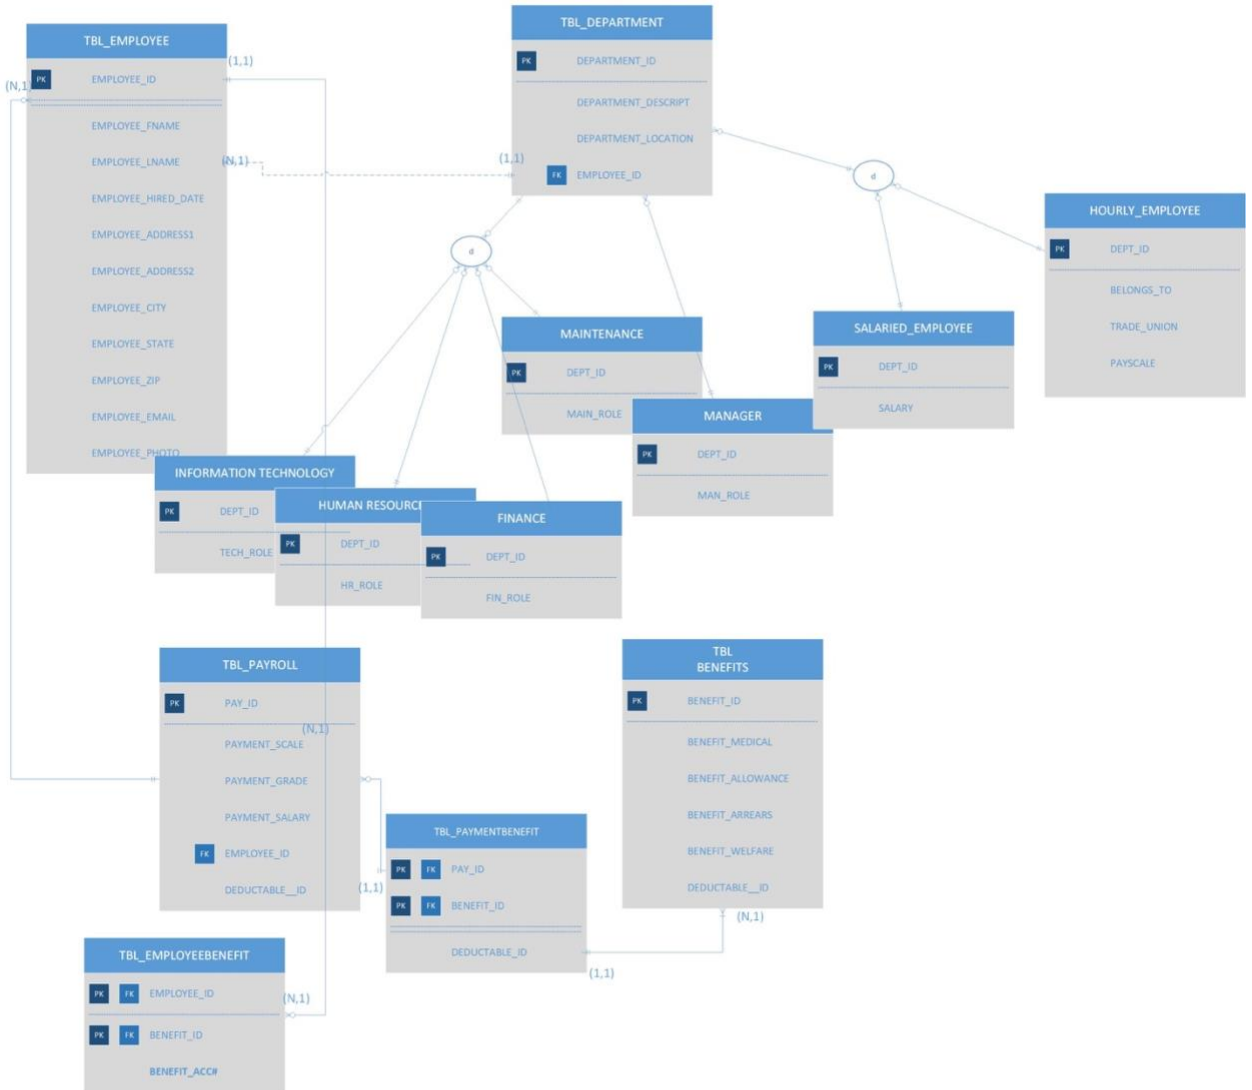 TBL_EMPLOYEE
(1,1)
(N,1
PK EMPLOYEE_ID
EMPLOYEE_FNAME
EMPLOYEE_LNAME
(N,1)
EMPLOYEE_HIRED_DATE
EMPLOYEE_ADDRESS1
EMPLOYEE_ADDRESS2
EMPLOYEE_CITY
EMPLOYEE_STATE
EMPLOYEE_ZIP
EMPLOYEE_EMAIL
EMPLOYEE_PHOTO
TBL_DEPARTMENT
PK DEPARTMENT_ID
DEPARTMENT_DESCRIPT
DEPARTMENT_LOCATION
(1,1)
FK EMPLOYEE_ID
d
d
HOURLY_EMPLOYEE
PK DEPT_ID
BELONGS_TO
TRADE_UNION
PAYSCALE
SALARIED_EMPLOYEE
PK DEPT_ID
SALARY
MAINTENANCE
PK DEPT_ID
MAIN_ROLE
MANAGER
PK DEPT_ID
MAN_ROLE
INFORMATION TECHNOLOGY
PK DEPT_ID
TECH_ROLE
HUMAN RESOURCE
PK DEPT_ID
HR_ROLE
FINANCE
PK DEPT_ID
FIN_ROLE
TBL_PAYROLL
PK PAY_ID
(N,1)
PAYMENT_SCALE
PAYMENT_GRADE
PAYMENT_SALARY
FK EMPLOYEE_ID
DEDUCTABLE__ID
(1,1)
TBL_PAYMENTBENEFIT
PK FK PAY_ID
PK FK BENEFIT_ID
DEDUCTABLE_ID
(1,1)
TBL
BENEFITS
PK BENEFIT_ID
BENEFIT_MEDICAL
BENEFIT_ALLOWANCE
BENEFIT_ARREARS
BENEFIT_WELFARE
DEDUCTABLE__ID
(N,1)
TBL_EMPLOYEEBENEFIT
PK FK EMPLOYEE_ID
(N,1)
PK FK BENEFIT_ID
BENEFIT_ACC#